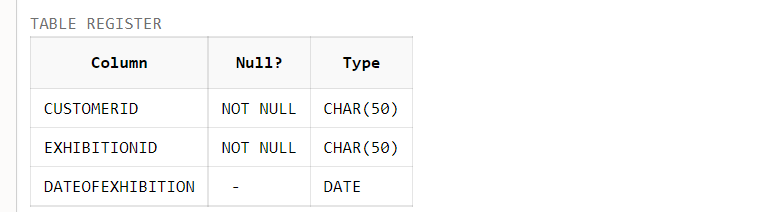 TABLE REGISTER
Column Null? Type
CUSTOMERID NOT NULL CHAR(50)
EXHIBITIONID NOT NULL CHAR(50)
DATEOFEXHIBITION - DATE